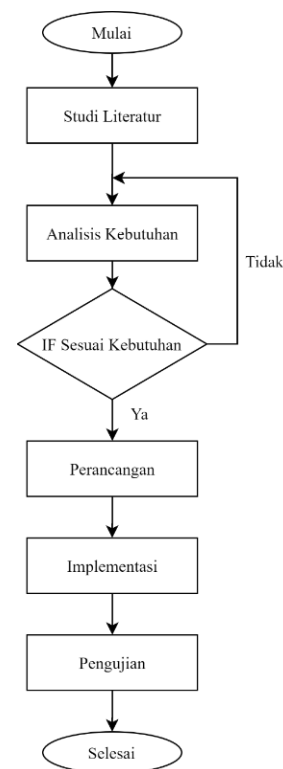 Mulai
Studi Literatur
Analisis Kebutuhan
Tidak
IF Sesuai Kebutuhan
Ya
Perancangan
Implementasi
Pengujian
Selesai